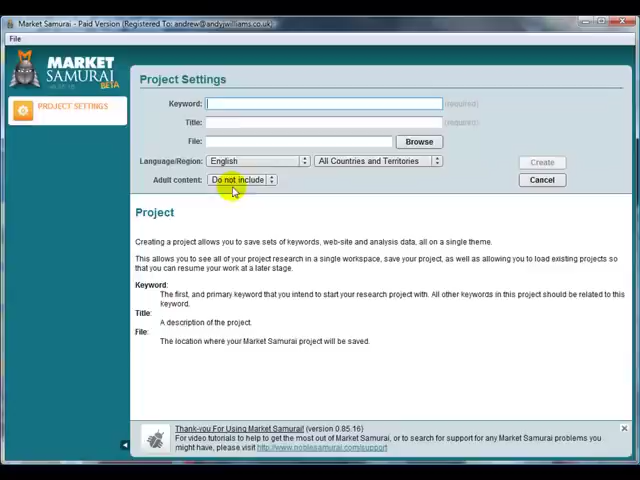 Market Samurai - Paid Version (Registered To: andrew@andyjwilliams.co.uk)
File
MARKET
SAMURAI
BETA
PROJECT SETTINGS
Project Settings
Keyword: (required)
Title: (required)
File: Browse
Language/Region: English All Countries and Territories Create
Adult content: Do not include Cancel
Project
Creating a project allows you to save sets of keywords, web-site and analysis data, all on a single theme.
This allows you to see all of your project research in a single workspace, save your project, as well as allowing you to load existing projects so
that you can resume your work at a later stage.
Keyword:
The first, and primary keyword that you intend to start your research project with. All other keywords in this project should be related to this
keyword.
Title:
A description of the project.
File:
The location where your Market Samurai project will be saved.
Thank-you For Using Market Samurai! (version 0.85.16)
For video tutorials to help to get the most out of Market Samurai, or to search for support for any Market Samurai problems you
might have, please visit http://www.noblesamurai.com/support